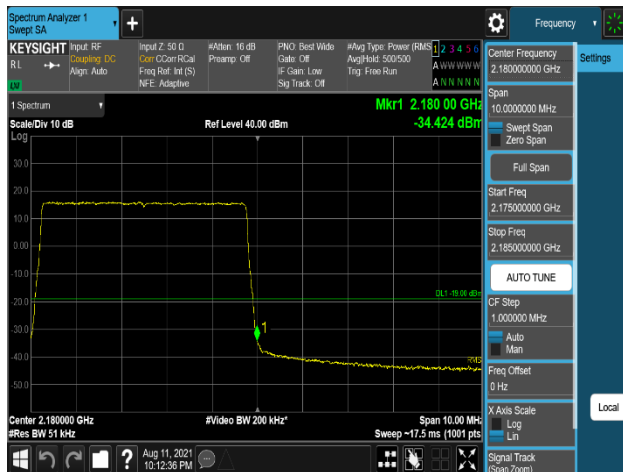 Spectrum Analyzer 1
Swept SA
Frequency
KEYSIGHT
RL
Input: RF
Coupling: DC
Align: Auto
Input Z: 50 Ω
Corr CCorr RCal
Freq Ref: Int (S)
NFE: Adaptive
#Atten: 16 dB
Preamp: Off
PNO: Best Wide
Gate: Off
IF Gain: Low
Sig Track: Off
#Avg Type: Power (RMS
Avg|Hold: 500/500
Trig: Free Run
1 2 3 4 5 6
A W W W W W
A N N N N N
1 Spectrum
Scale/Div 10 dB
Log
Ref Level 40.00 dBm
Mkr1 2.180 00 GHz
-34.424 dBm
30.0
20.0
10.0
0.00
-10.0
-20.0
-30.0
-40.0
-50.0
DL1 -19.00 dBm
1
RMS
Center 2.18000 GHz
#Res BW 51 kHz
#Video BW 200 kHz*
Span 10.00 MHz
Sweep ~17.5 ms (1001 pts)
Aug 11, 2021
10:12:36 PM
Center Frequency
2.180000000 GHz
Settings
Span
10.0000000 MHz
Swept Span
Zero Span
Full Span
Start Freq
2.175000000 GHz
Stop Freq
2.185000000 GHz
AUTO TUNE
CF Step
1.000000 MHz
Auto
Man
Freq Offset
0 Hz
X Axis Scale
Log
Lin
Local
Signal Track
(Span Zoom)